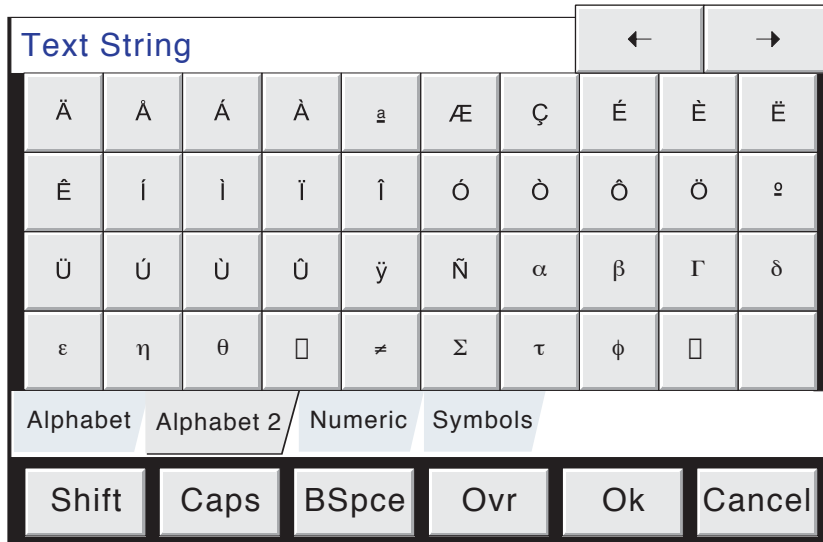 Text String ← →
Ä Å Á À ª Æ Ç É È Ë
Ê Í Ì Ï Î Ó Ò Ô Ö º
Ü Ú Ù Û ÿ Ñ α β Γ δ
ε η θ ▯ ≠ Σ τ φ ▯
Alphabet Alphabet 2 Numeric Symbols
Shift Caps BSpce Ovr Ok Cancel